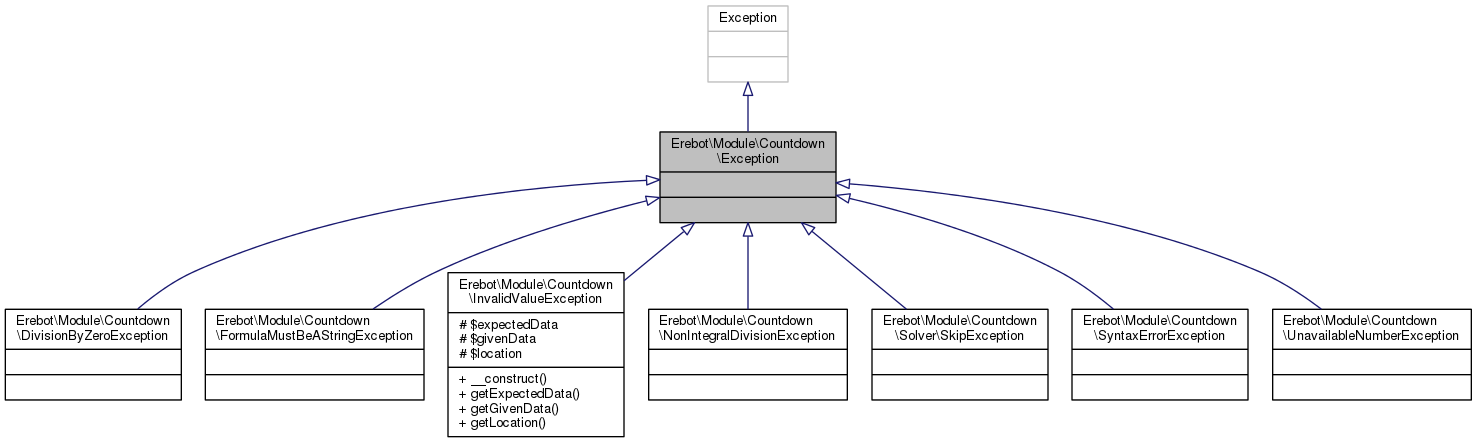 Exception
Erebot\Module\Countdown
\Exception
Erebot\Module\Countdown
\DivisionByZeroException
Erebot\Module\Countdown
\FormulaMustBeAStringException
Erebot\Module\Countdown
\InvalidValueException
# $expectedData
# $givenData
# $location
+ __construct()
+ getExpectedData()
+ getGivenData()
+ getLocation()
Erebot\Module\Countdown
\NonIntegralDivisionException
Erebot\Module\Countdown
\Solver\SkipException
Erebot\Module\Countdown
\SyntaxErrorException
Erebot\Module\Countdown
\UnavailableNumberException